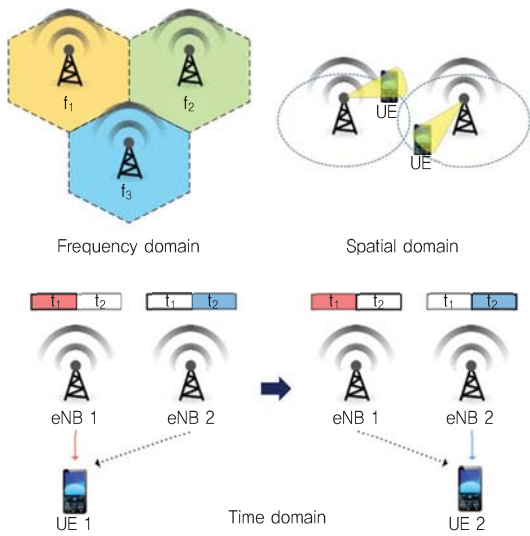 f1
f2
f3
UE
UE
Frequency domain
Spatial domain
t1 t2
t1 t2
t1 t2
t1 t2
eNB 1
eNB 2
eNB 1
eNB 2
UE 1
Time domain
UE 2